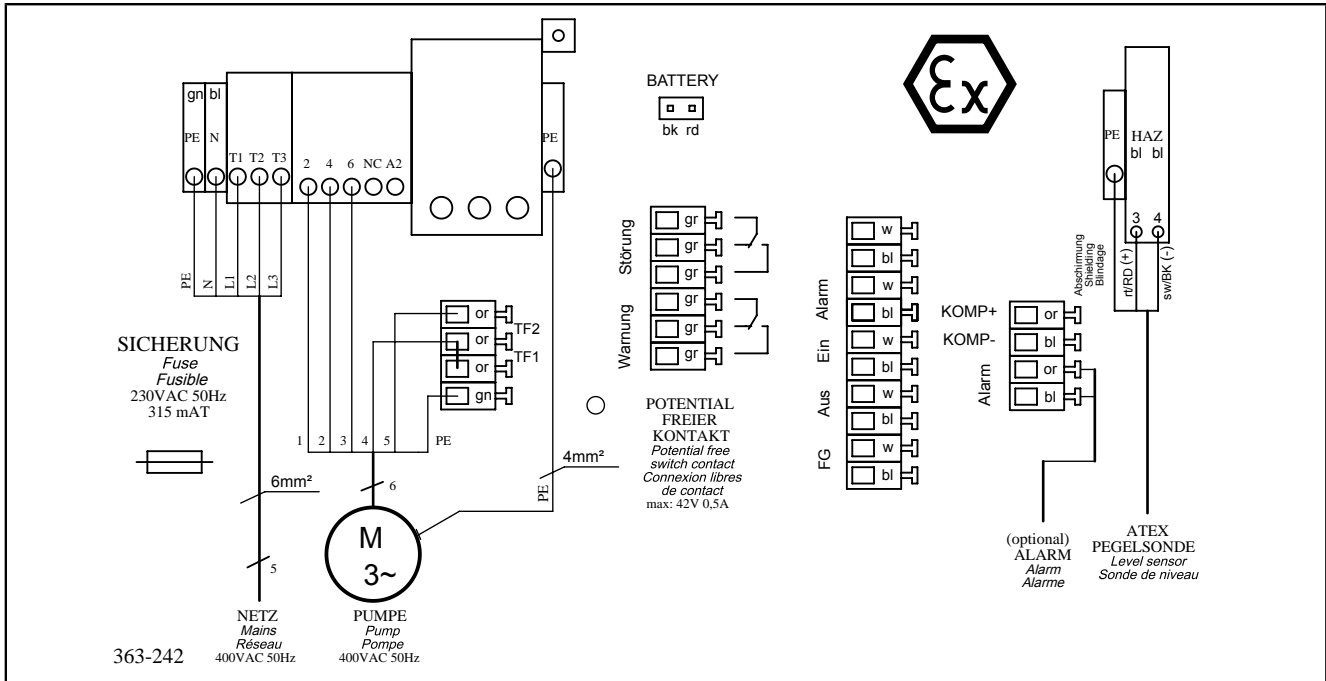 gn bl
PE N
T1 T2 T3
2 4 6 NC A2
PE
PE N L1 L2 L3
SICHERUNG
Fuse
Fusible
230VAC 50Hz
315 mAT
6mm²
5
NETZ
Mains
Réseau
400VAC 50Hz
363-242
or
or TF2
or TF1
gn
1 2 3 4 5 PE
6
M
3~
PUMPE
Pump
Pompe
400VAC 50Hz
PE
4mm²
BATTERY
bk rd
Störung
gr
gr
gr
Warnung
gr
gr
gr
POTENTIAL
FREIER
KONTAKT
Potential free
switch contact
Connexion libres
de contact
max: 42V 0,5A
w
bl
Alarm
w
bl
Ein
w
bl
Aus
w
bl
FG
w
bl
Ex
PE
HAZ
bl bl
3 4
Abschirmung
Shielding
Blindage
rt/RD (+)
sw/BK (-)
KOMP+ or
KOMP- bl
Alarm
or
bl
(optional)
ALARM
Alarm
Alarme
ATEX
PEGELSONDE
Level sensor
Sonde de niveau